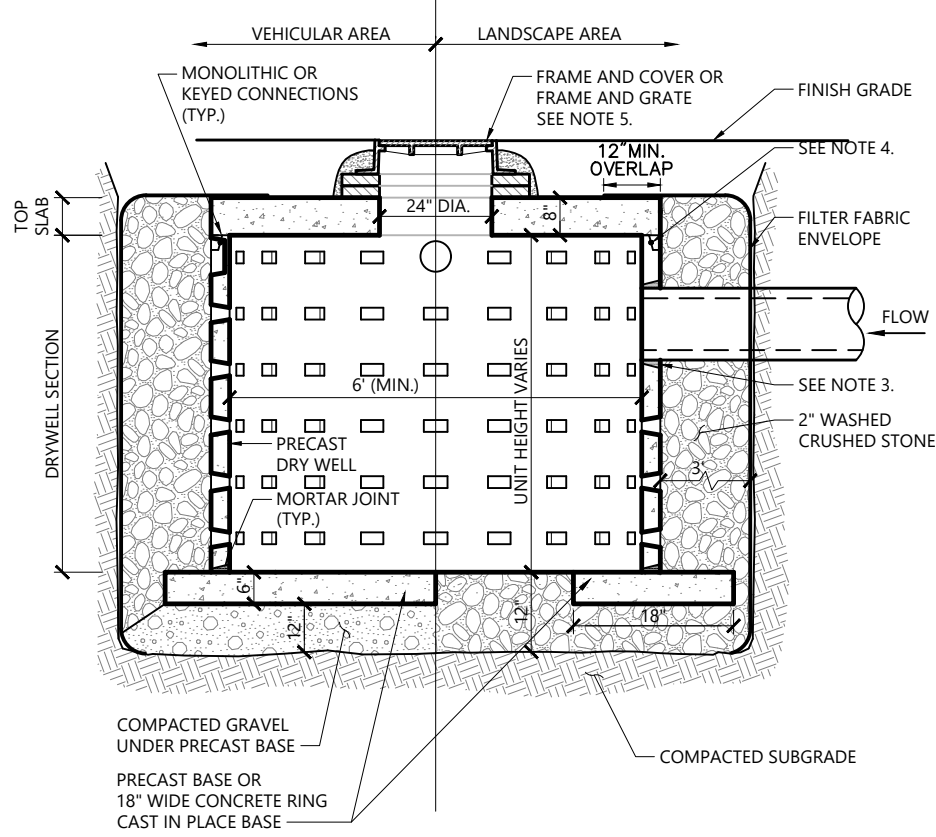 VEHICULAR AREA
LANDSCAPE AREA
MONOLITHIC OR
KEYED CONNECTIONS
(TYP.)
FRAME AND COVER OR
FRAME AND GRATE
SEE NOTE 5.
FINISH GRADE
12"MIN.
OVERLAP
SEE NOTE 4.
TOP
SLAB
24" DIA.
8"
FILTER FABRIC
ENVELOPE
FLOW
DRYWELL SECTION
6' (MIN.)
UNIT HEIGHT VARIES
SEE NOTE 3.
2" WASHED
CRUSHED STONE
3'
PRECAST
DRY WELL
MORTAR JOINT
(TYP.)
6"
12"
12"
18"
COMPACTED GRAVEL
UNDER PRECAST BASE
COMPACTED SUBGRADE
PRECAST BASE OR
18" WIDE CONCRETE RING
CAST IN PLACE BASE